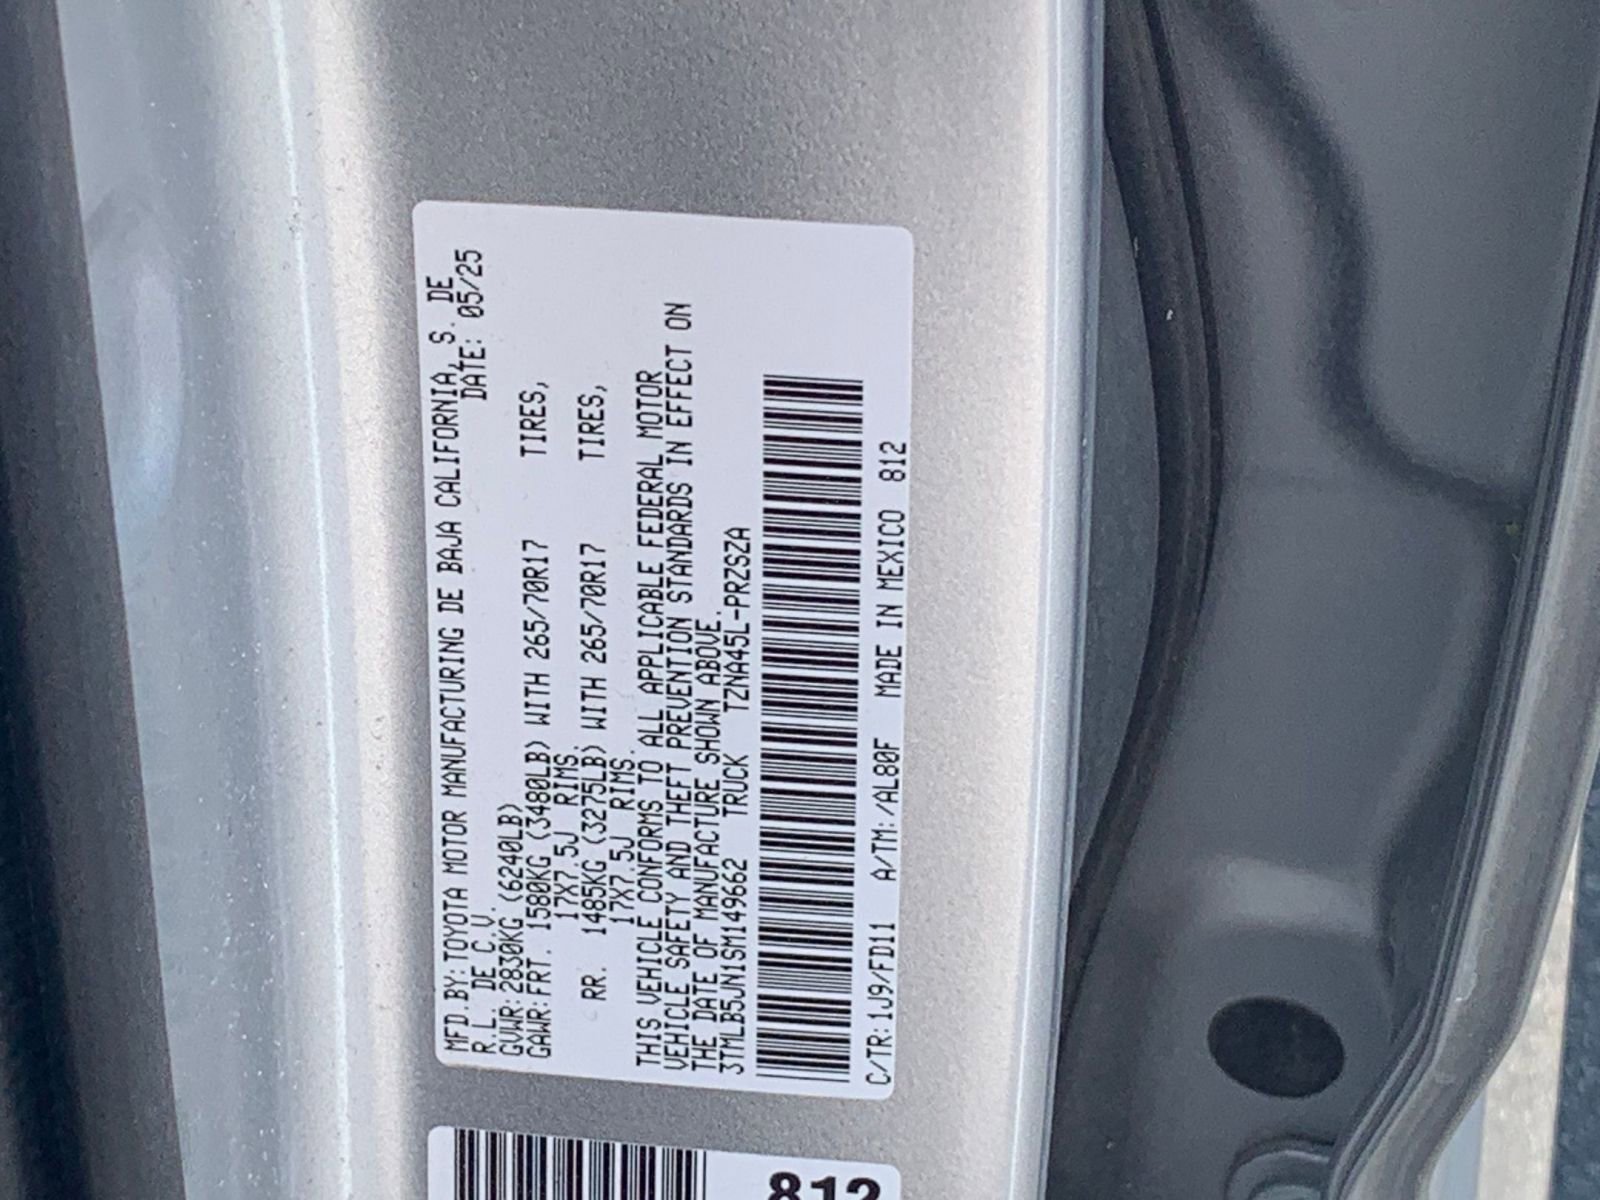 MFD.BY:TOYOTA MOTOR MANUFACTURING DE BAJA CALIFORNIA, S. DE
R.L. DE C.V. DATE: 05/25
GVWR:2830KG (6240LB)
GAWR:FRT. 1580KG (3480LB) WITH 265/70R17 TIRES,
17X7.5J RIMS.
RR. 1485KG (3275LB) WITH 265/70R17 TIRES,
17X7.5J RIMS.
THIS VEHICLE CONFORMS TO ALL APPLICABLE FEDERAL MOTOR
VEHICLE SAFETY AND THEFT PREVENTION STANDARDS IN EFFECT ON
THE DATE OF MANUFACTURE SHOWN ABOVE.
3TMLB5JN1SM149662 TRUCK TZNA45L-PRZSZA
C/TR:1J9/FD11 A/TM:/AL80F MADE IN MEXICO 812
812